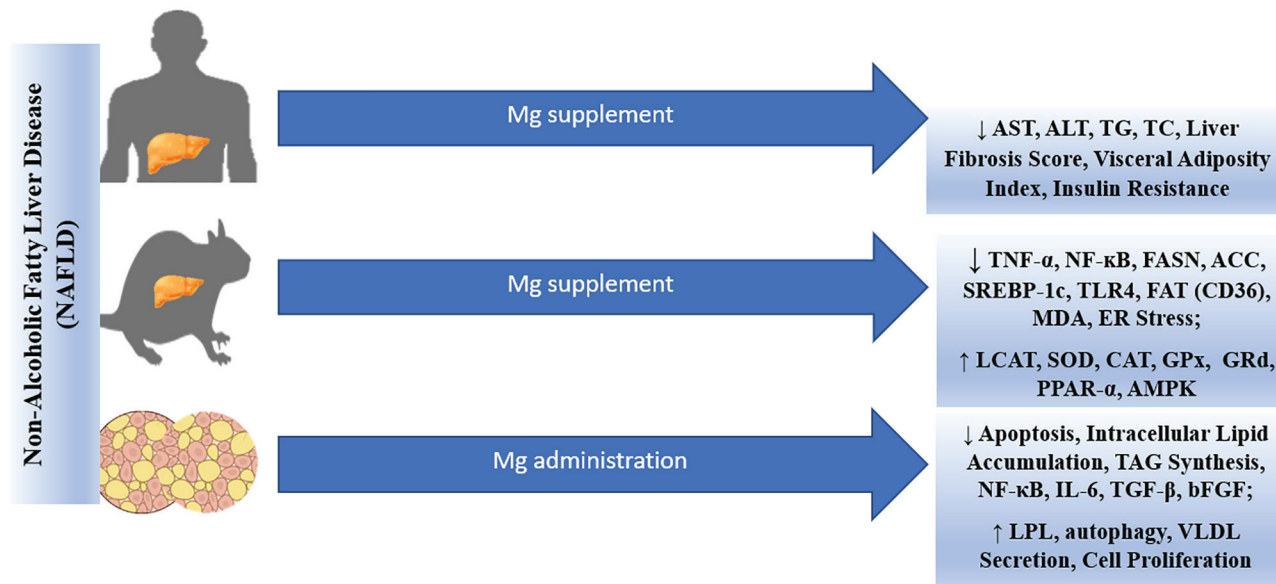 Non-Alcoholic Fatty Liver Disease
(NAFLD)
Mg supplement
↓ AST, ALT, TG, TC, Liver
Fibrosis Score, Visceral Adiposity
Index, Insulin Resistance
Mg supplement
↓ TNF-α, NF-κB, FASN, ACC,
SREBP-1c, TLR4, FAT (CD36),
MDA, ER Stress;
↑ LCAT, SOD, CAT, GPx, GRd,
PPAR-α, AMPK
Mg administration
↓ Apoptosis, Intracellular Lipid
Accumulation, TAG Synthesis,
NF-κB, IL-6, TGF-β, bFGF;
↑ LPL, autophagy, VLDL
Secretion, Cell Proliferation